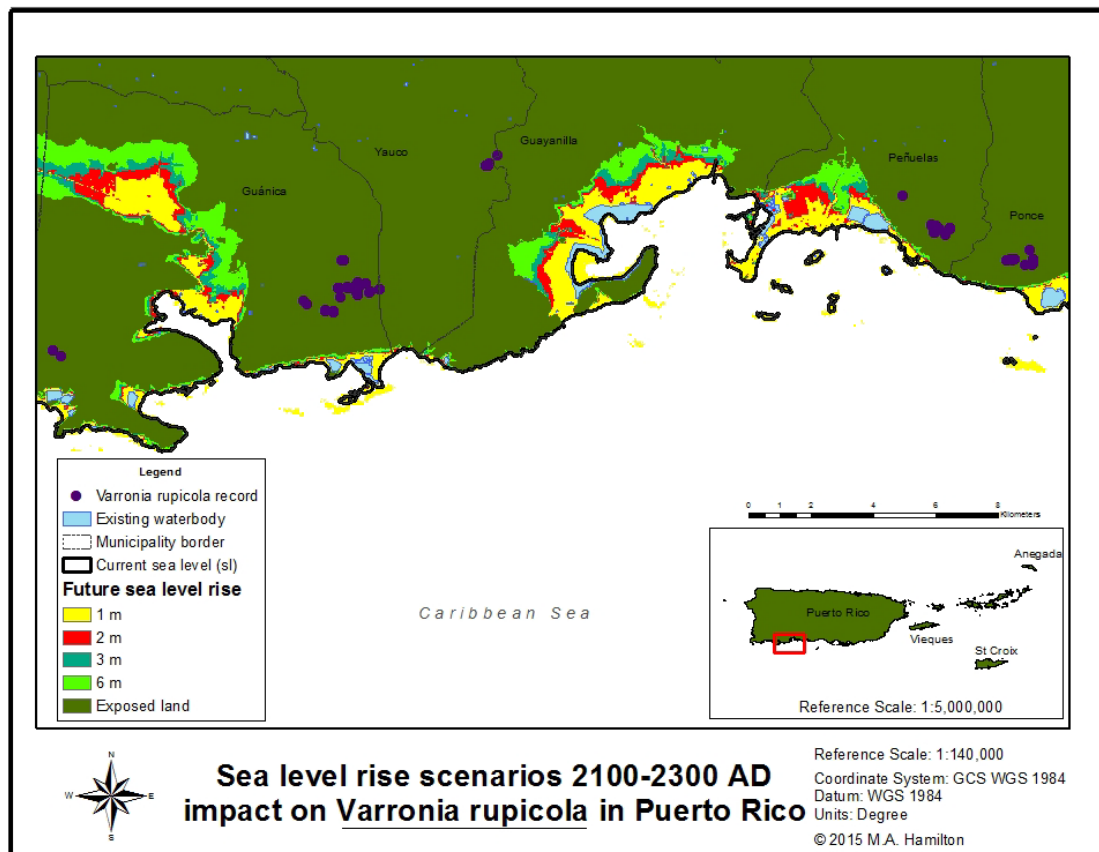 Guayanilla
Yauco
Peñuelas
Guánica
Ponce
Legend
Varronia rupicola record
Existing waterbody
Municipality border
Current sea level (sl)
Future sea level rise
1 m
2 m
3 m
6 m
Exposed land
Caribbean Sea
0 1 2 4 6 8
Kilometers
Anegada
Puerto Rico
Vieques
St Croix
Reference Scale: 1:5,000,000
N
W E
S
Sea level rise scenarios 2100-2300 AD
impact on Varronia rupicola in Puerto Rico
Reference Scale: 1:140,000
Coordinate System: GCS WGS 1984
Datum: WGS 1984
Units: Degree
© 2015 M.A. Hamilton